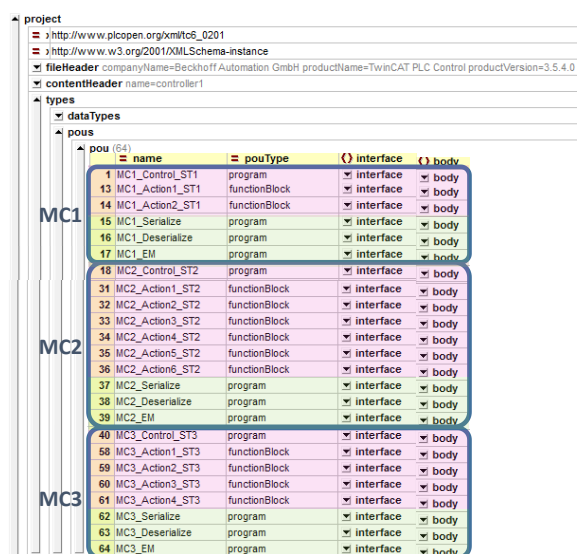 project
= x http://www.plcopen.org/xml/tc6_0201
= x http://www.w3.org/2001/XMLSchema-instance
fileHeader companyName=Beckhoff Automation GmbH productName=TwinCAT PLC Control productVersion=3.5.4.0
contentHeader name=controller1
types
dataTypes
pous
pou (64)
= name = pouType () interface () body
1 MC1_Control_ST1 program interface body
13 MC1_Action1_ST1 functionBlock interface body
14 MC1_Action2_ST1 functionBlock interface body
MC1
15 MC1_Serialize program interface body
16 MC1_Deserialize program interface body
17 MC1_EM program interface body
18 MC2_Control_ST2 program interface body
31 MC2_Action1_ST2 functionBlock interface body
32 MC2_Action2_ST2 functionBlock interface body
33 MC2_Action3_ST2 functionBlock interface body
34 MC2_Action4_ST2 functionBlock interface body
MC2
35 MC2_Action5_ST2 functionBlock interface body
36 MC2_Action6_ST2 functionBlock interface body
37 MC2_Serialize program interface body
38 MC2_Deserialize program interface body
39 MC2_EM program interface body
40 MC3_Control_ST3 program interface body
58 MC3_Action1_ST3 functionBlock interface body
59 MC3_Action2_ST3 functionBlock interface body
60 MC3_Action3_ST3 functionBlock interface body
MC3
61 MC3_Action4_ST3 functionBlock interface body
62 MC3_Serialize program interface body
63 MC3_Deserialize program interface body
64 MC3_EM program interface body